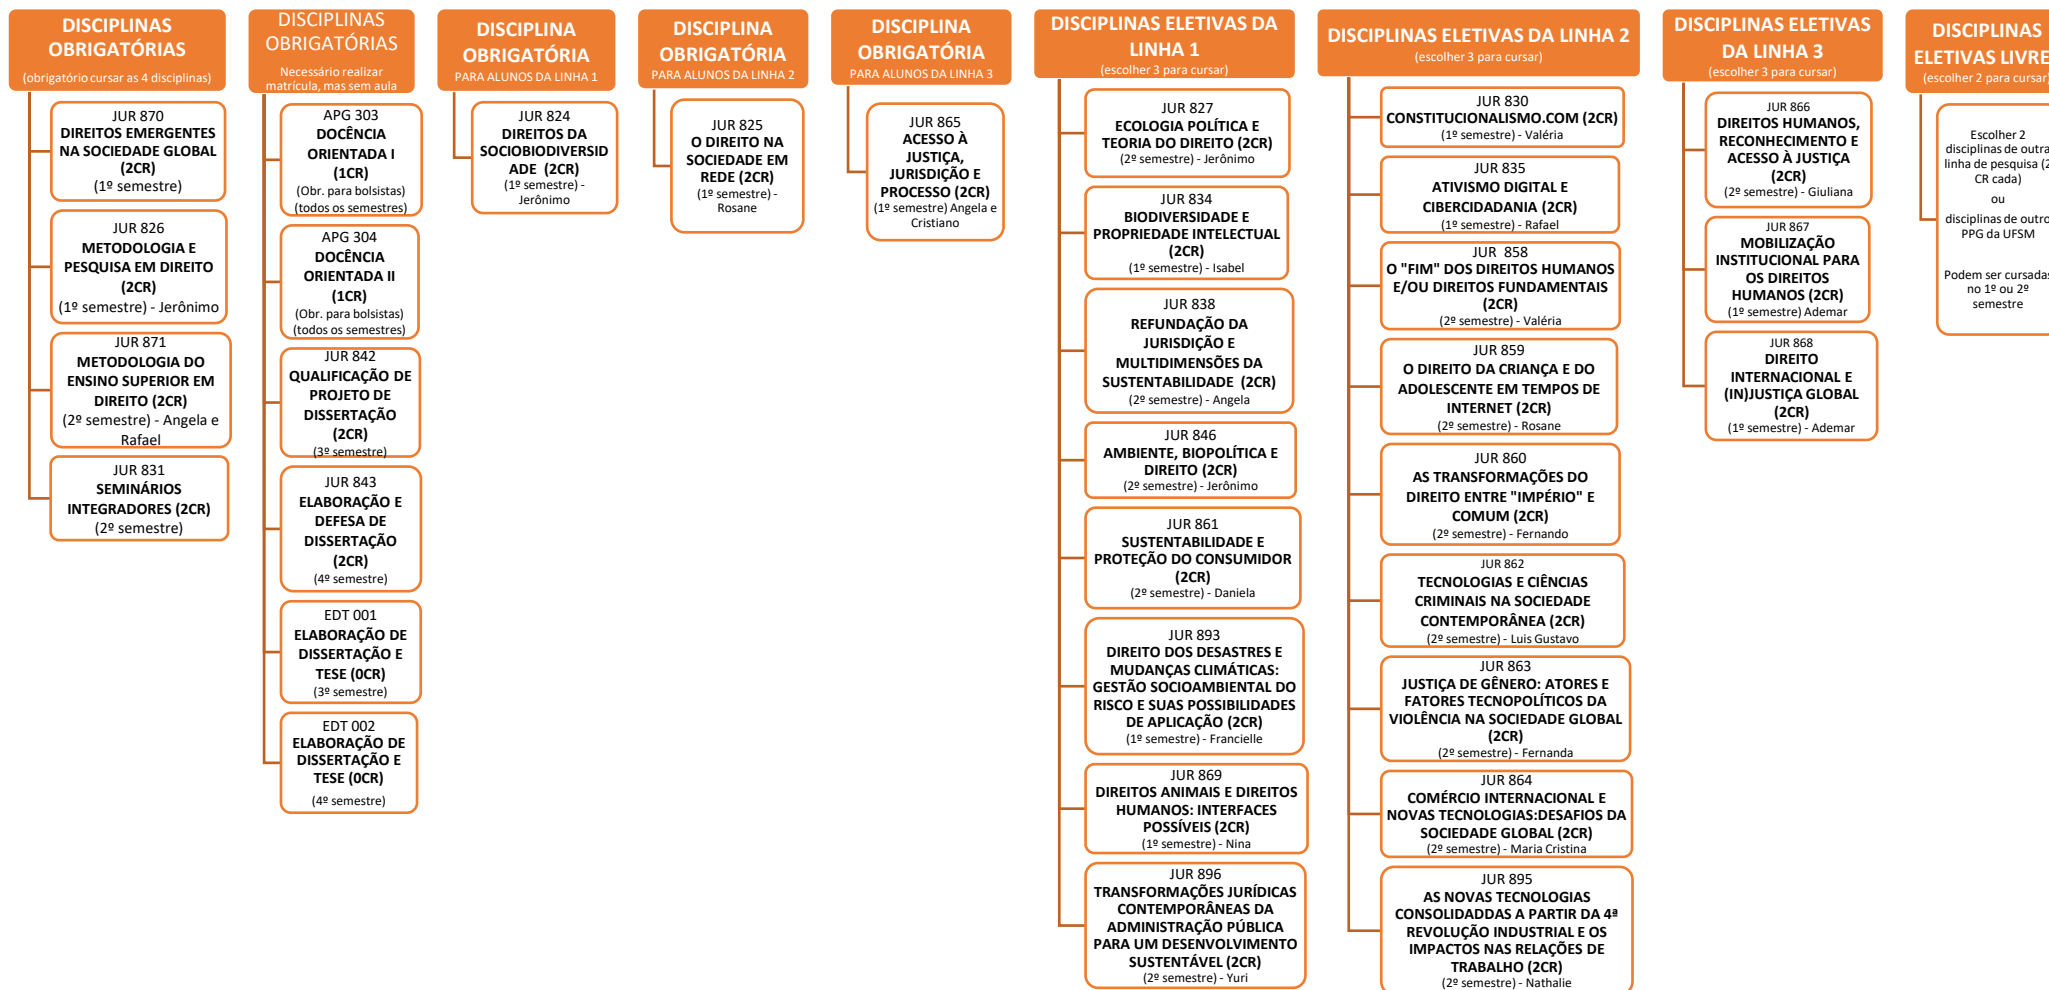 DISCIPLINAS
OBRIGATÓRIAS
(obrigatório cursar as 4 disciplinas)
JUR 870
DIREITOS EMERGENTES
NA SOCIEDADE GLOBAL
(2CR)
(1º semestre)
JUR 826
METODOLOGIA E
PESQUISA EM DIREITO
(2CR)
(1º semestre) - Jerônimo
JUR 871
METODOLOGIA DO
ENSINO SUPERIOR EM
DIREITO (2CR)
(2º semestre) - Angela e
Rafael
JUR 831
SEMINÁRIOS
INTEGRADORES (2CR)
(2º semestre)
DISCIPLINAS
OBRIGATÓRIAS
Necessário realizar
matrícula, mas sem aula
APG 303
DOCÊNCIA
ORIENTADA I
(1CR)
(Obr. para bolsistas)
(todos os semestres)
APG 304
DOCÊNCIA
ORIENTADA II
(1CR)
(Obr. para bolsistas)
(todos os semestres)
JUR 842
QUALIFICAÇÃO DE
PROJETO DE
DISSERTAÇÃO
(2CR)
(3º semestre)
JUR 843
ELABORAÇÃO E
DEFESA DE
DISSERTAÇÃO
(2CR)
(4º semestre)
EDT 001
ELABORAÇÃO DE
DISSERTAÇÃO E
TESE (0CR)
(3º semestre)
EDT 002
ELABORAÇÃO DE
DISSERTAÇÃO E
TESE (0CR)
(4º semestre)
DISCIPLINA
OBRIGATÓRIA
PARA ALUNOS DA LINHA 1
JUR 824
DIREITOS DA
SOCIOBIODIVERSID
ADE (2CR)
(1º semestre) -
Jerônimo
DISCIPLINA
OBRIGATÓRIA
PARA ALUNOS DA LINHA 2
JUR 825
O DIREITO NA
SOCIEDADE EM
REDE (2CR)
(1º semestre) -
Rosane
DISCIPLINA
OBRIGATÓRIA
PARA ALUNOS DA LINHA 3
JUR 865
ACESSO À
JUSTIÇA,
JURISDIÇÃO E
PROCESSO (2CR)
(1º semestre) Angela e
Cristiano
DISCIPLINAS ELETIVAS DA
LINHA 1
(escolher 3 para cursar)
JUR 827
ECOLOGIA POLÍTICA E
TEORIA DO DIREITO (2CR)
(2º semestre) - Jerônimo
JUR 834
BIODIVERSIDADE E
PROPRIEDADE INTELECTUAL
(2CR)
(1º semestre) - Isabel
JUR 838
REFUNDAÇÃO DA
JURISDIÇÃO E
MULTIDIMENSÕES DA
SUSTENTABILIDADE (2CR)
(2º semestre) - Angela
JUR 846
AMBIENTE, BIOPOLÍTICA E
DIREITO (2CR)
(2º semestre) - Jerônimo
JUR 861
SUSTENTABILIDADE E
PROTEÇÃO DO CONSUMIDOR
(2CR)
(2º semestre) - Daniela
JUR 893
DIREITO DOS DESASTRES E
MUDANÇAS CLIMÁTICAS:
GESTÃO SOCIOAMBIENTAL DO
RISCO E SUAS POSSIBILIDADES
DE APLICAÇÃO (2CR)
(1º semestre) - Francielle
JUR 869
DIREITOS ANIMAIS E DIREITOS
HUMANOS: INTERFACES
POSSÍVEIS (2CR)
(1º semestre) - Nina
JUR 896
TRANSFORMAÇÕES JURÍDICAS
CONTEMPORÂNEAS DA
ADMINISTRAÇÃO PÚBLICA
PARA UM DESENVOLVIMENTO
SUSTENTÁVEL (2CR)
(2º semestre) - Yuri
DISCIPLINAS ELETIVAS DA LINHA 2
(escolher 3 para cursar)
JUR 830
CONSTITUCIONALISMO.COM (2CR)
(1º semestre) - Valéria
JUR 835
ATIVISMO DIGITAL E
CIBERCIDADANIA (2CR)
(1º semestre) - Rafael
JUR 858
O "FIM" DOS DIREITOS HUMANOS
E/OU DIREITOS FUNDAMENTAIS
(2CR)
(2º semestre) - Valéria
JUR 859
O DIREITO DA CRIANÇA E DO
ADOLESCENTE EM TEMPOS DE
INTERNET (2CR)
(2º semestre) - Rosane
JUR 860
AS TRANSFORMAÇÕES DO
DIREITO ENTRE "IMPÉRIO" E
COMUM (2CR)
(2º semestre) - Fernando
JUR 862
TECNOLOGIAS E CIÊNCIAS
CRIMINAIS NA SOCIEDADE
CONTEMPORÂNEA (2CR)
(2º semestre) - Luis Gustavo
JUR 863
JUSTIÇA DE GÊNERO: ATORES E
FATORES TECNOPOLÍTICOS DA
VIOLÊNCIA NA SOCIEDADE GLOBAL
(2CR)
(2º semestre) - Fernanda
JUR 864
COMÉRCIO INTERNACIONAL E
NOVAS TECNOLOGIAS:DESAFIOS DA
SOCIEDADE GLOBAL (2CR)
(2º semestre) - Maria Cristina
JUR 895
AS NOVAS TECNOLOGIAS
CONSOLIDADDAS A PARTIR DA 4ª
REVOLUÇÃO INDUSTRIAL E OS
IMPACTOS NAS RELAÇÕES DE
TRABALHO (2CR)
(2º semestre) - Nathalie
DISCIPLINAS ELETIVAS
DA LINHA 3
(escolher 3 para cursar)
JUR 866
DIREITOS HUMANOS,
RECONHECIMENTO E
ACESSO À JUSTIÇA
(2CR)
(2º semestre) - Giuliana
JUR 867
MOBILIZAÇÃO
INSTITUCIONAL PARA
OS DIREITOS
HUMANOS (2CR)
(1º semestre) Ademar
JUR 868
DIREITO
INTERNACIONAL E
(IN)JUSTIÇA GLOBAL
(2CR)
(1º semestre) - Ademar
DISCIPLINAS
ELETIVAS LIVRE
(escolher 2 para cursar)
Escolher 2
disciplinas de outra
linha de pesquisa (2
CR cada)
ou
disciplinas de outro
PPG da UFSM
Podem ser cursadas
no 1º ou 2º
semestre